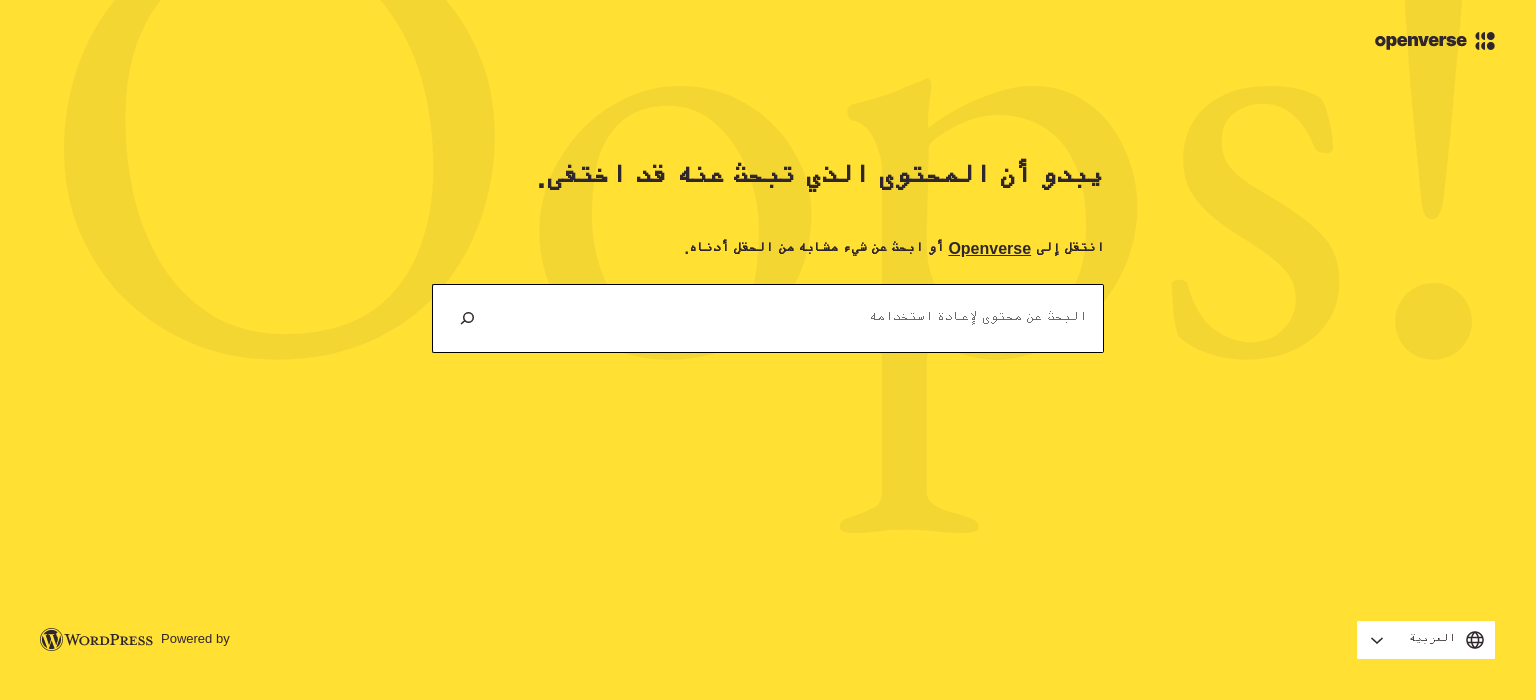 openverse
Oops!
يبدو أن المحتوى الذي تبحث عنه قد اختفى.
انتقل إلى Openverse أو ابحث عن شيء مشابه من الحقل أدناه.
البحث عن محتوى لإعادة استخدامه
العربية
Powered by WORDPRESS